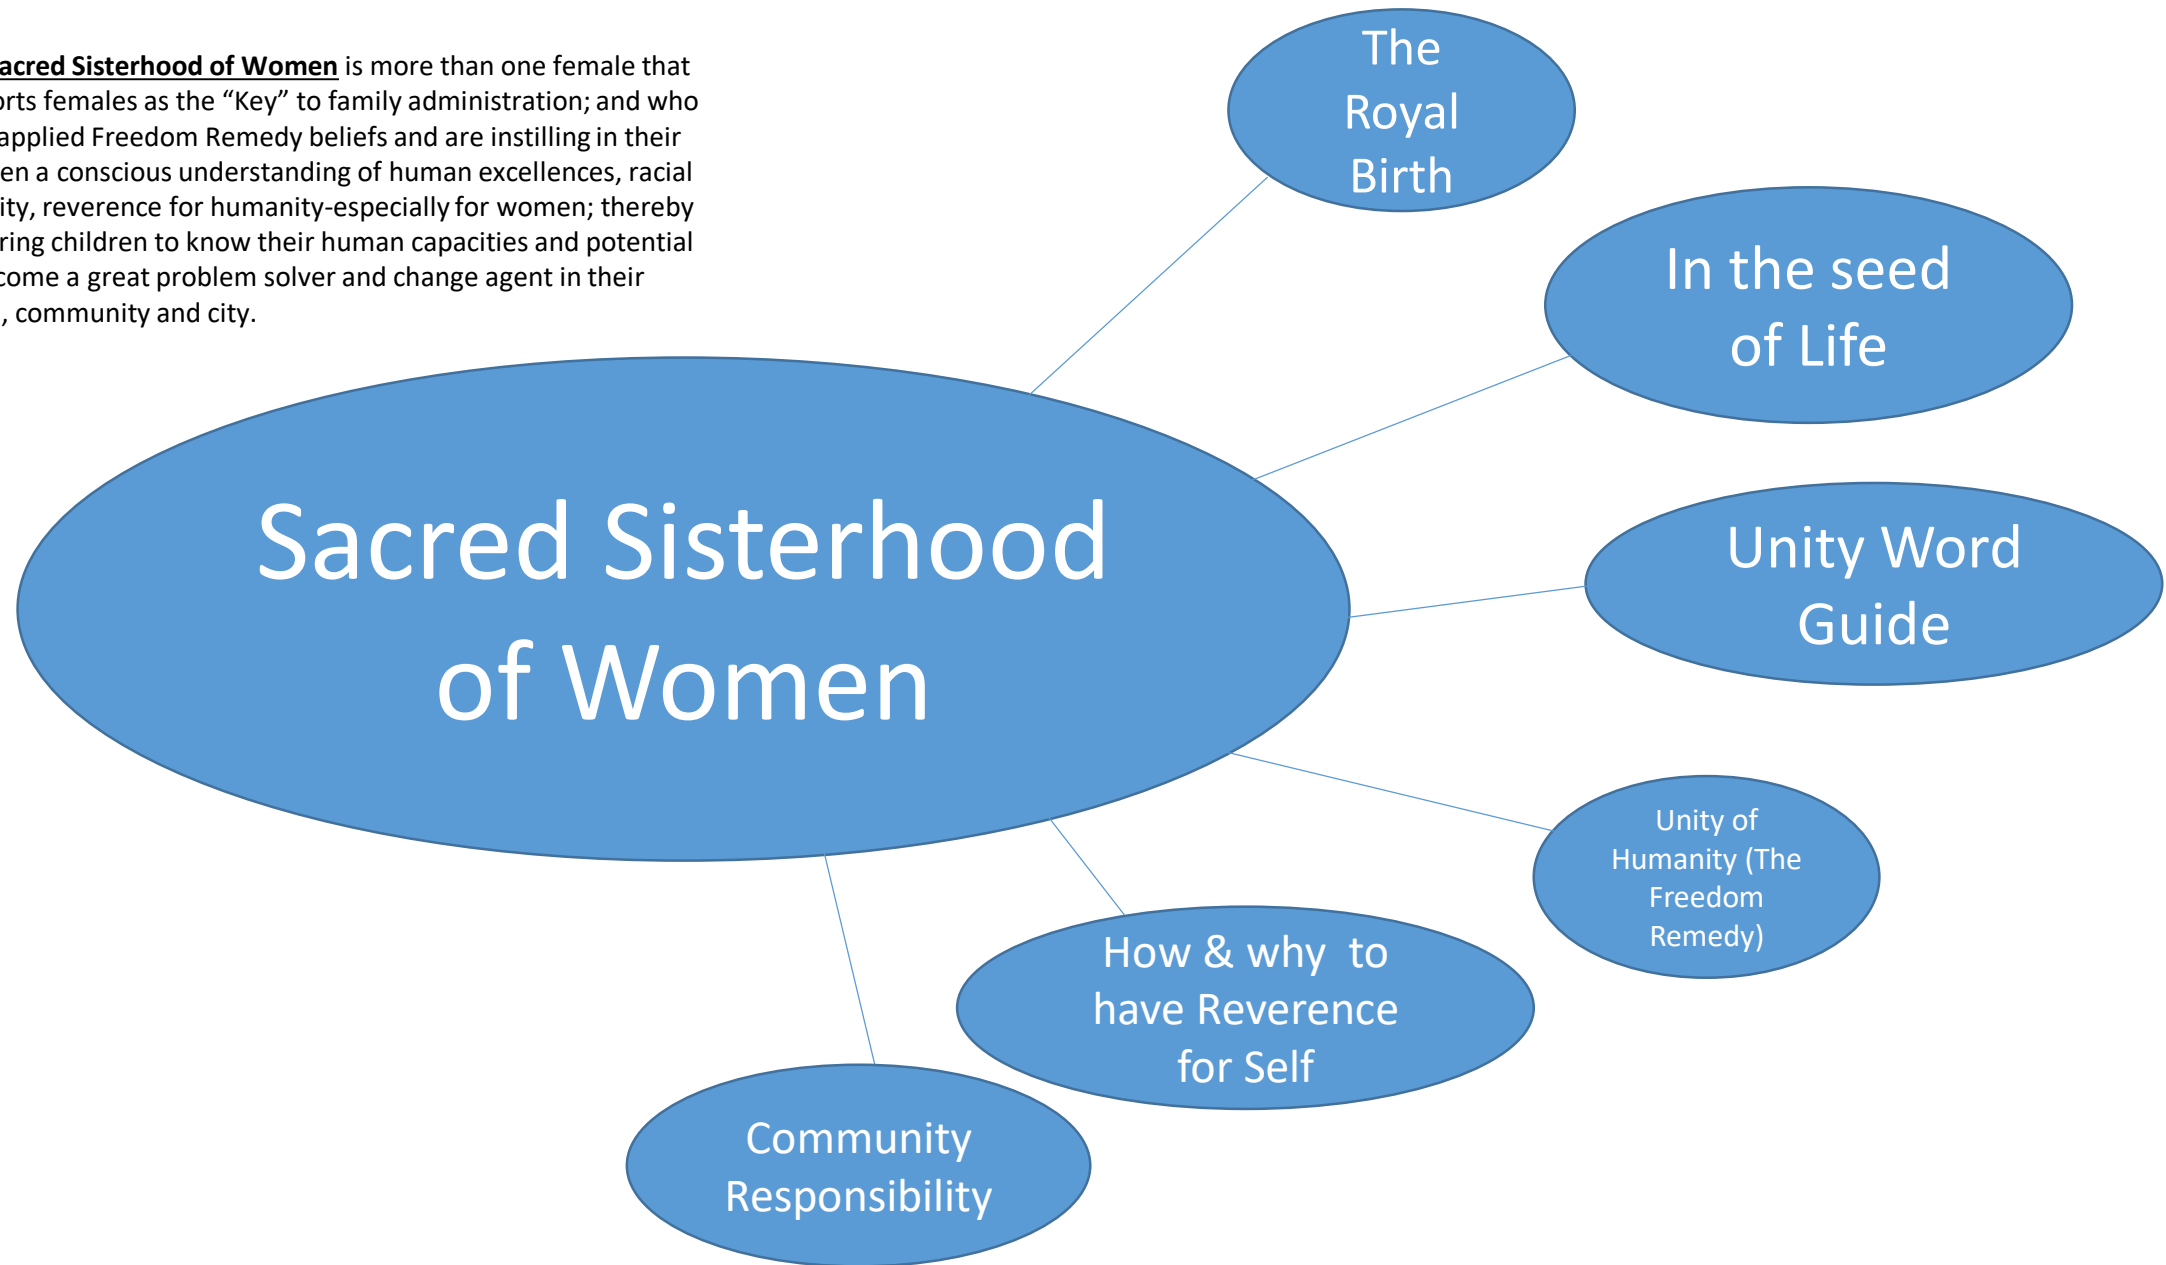 acred Sisterhood of Women is more than one female that
orts females as the “Key” to family administration; and who
applied Freedom Remedy beliefs and are instilling in their
en a conscious understanding of human excellences, racial
ity, reverence for humanity-especially for women; thereby
ring children to know their human capacities and potential
come a great problem solver and change agent in their
, community and city.
The
Royal
Birth
In the seed
of Life
Sacred Sisterhood
of Women
Unity Word
Guide
Unity of
Humanity (The
Freedom
Remedy)
How & why  to
have Reverence
for Self
Community
Responsibility